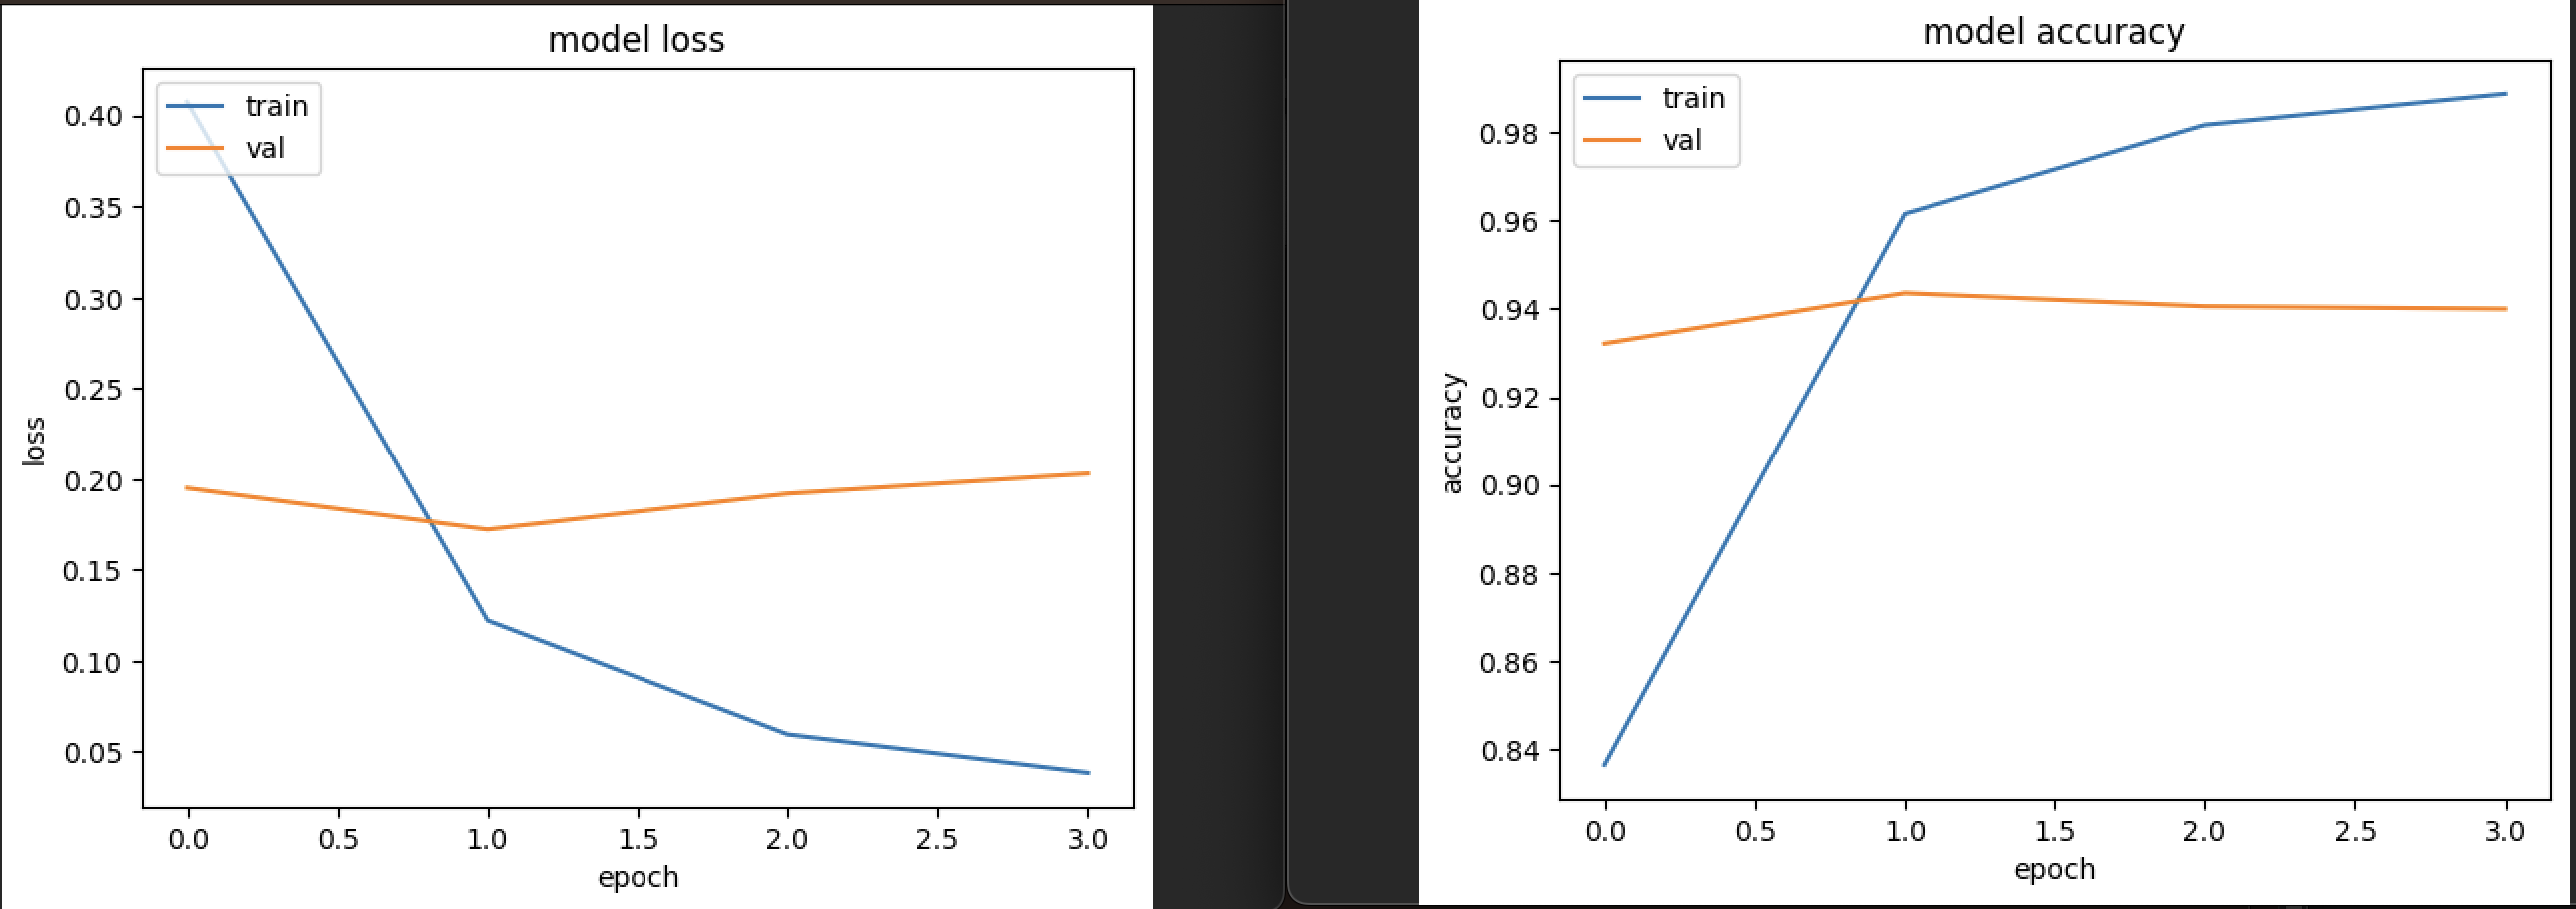 model loss
train
val
0.40
0.35
0.30
0.25
0.20
0.15
0.10
0.05
loss
0.0 0.5 1.0 1.5 2.0 2.5 3.0
epoch
model accuracy
train
val
0.98
0.96
0.94
0.92
0.90
0.88
0.86
0.84
accuracy
0.0 0.5 1.0 1.5 2.0 2.5 3.0
epoch